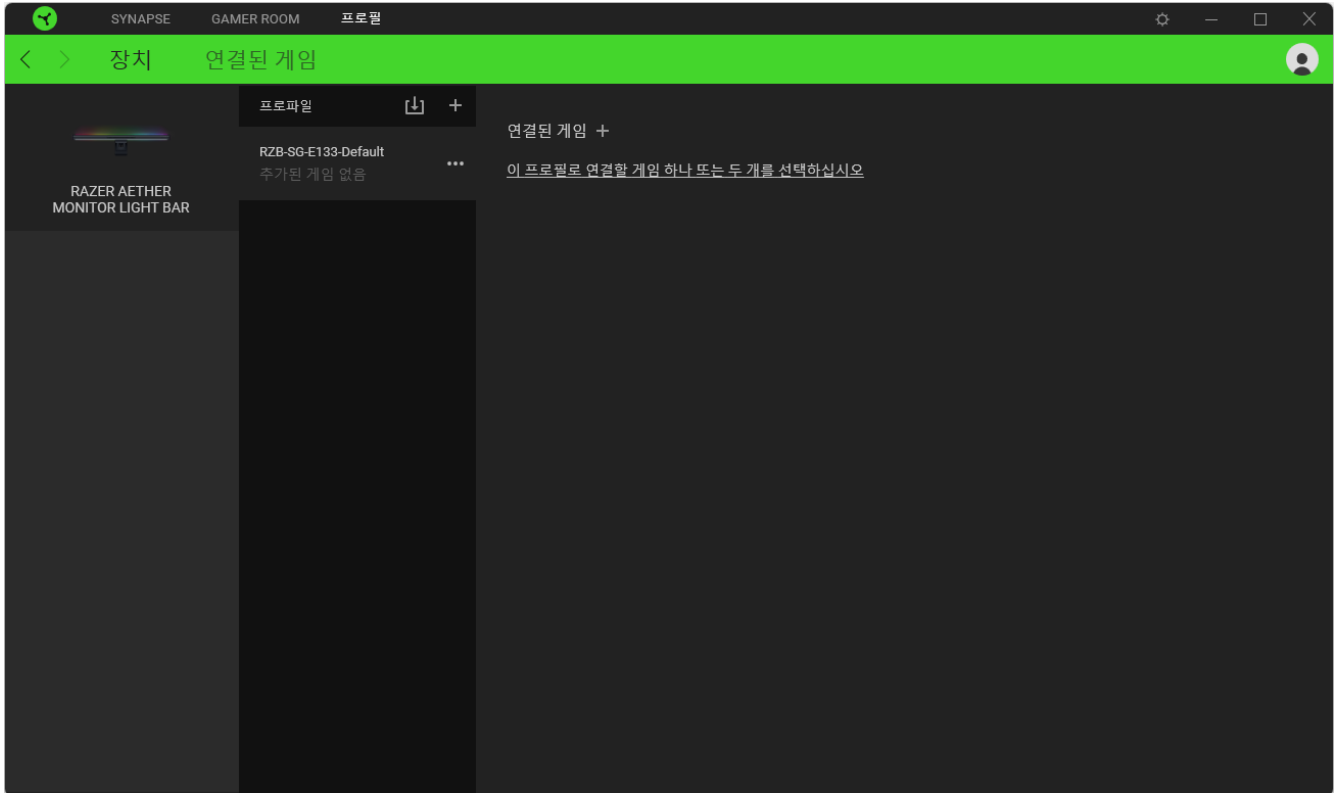 SYNAPSE GAMER ROOM 프로필
장치 연결된 게임
RAZER AETHER
MONITOR LIGHT BAR
프로파일
RZB-SG-E133-Default
추가된 게임 없음
연결된 게임 +
이 프로필로 연결할 게임 하나 또는 두 개를 선택하십시오